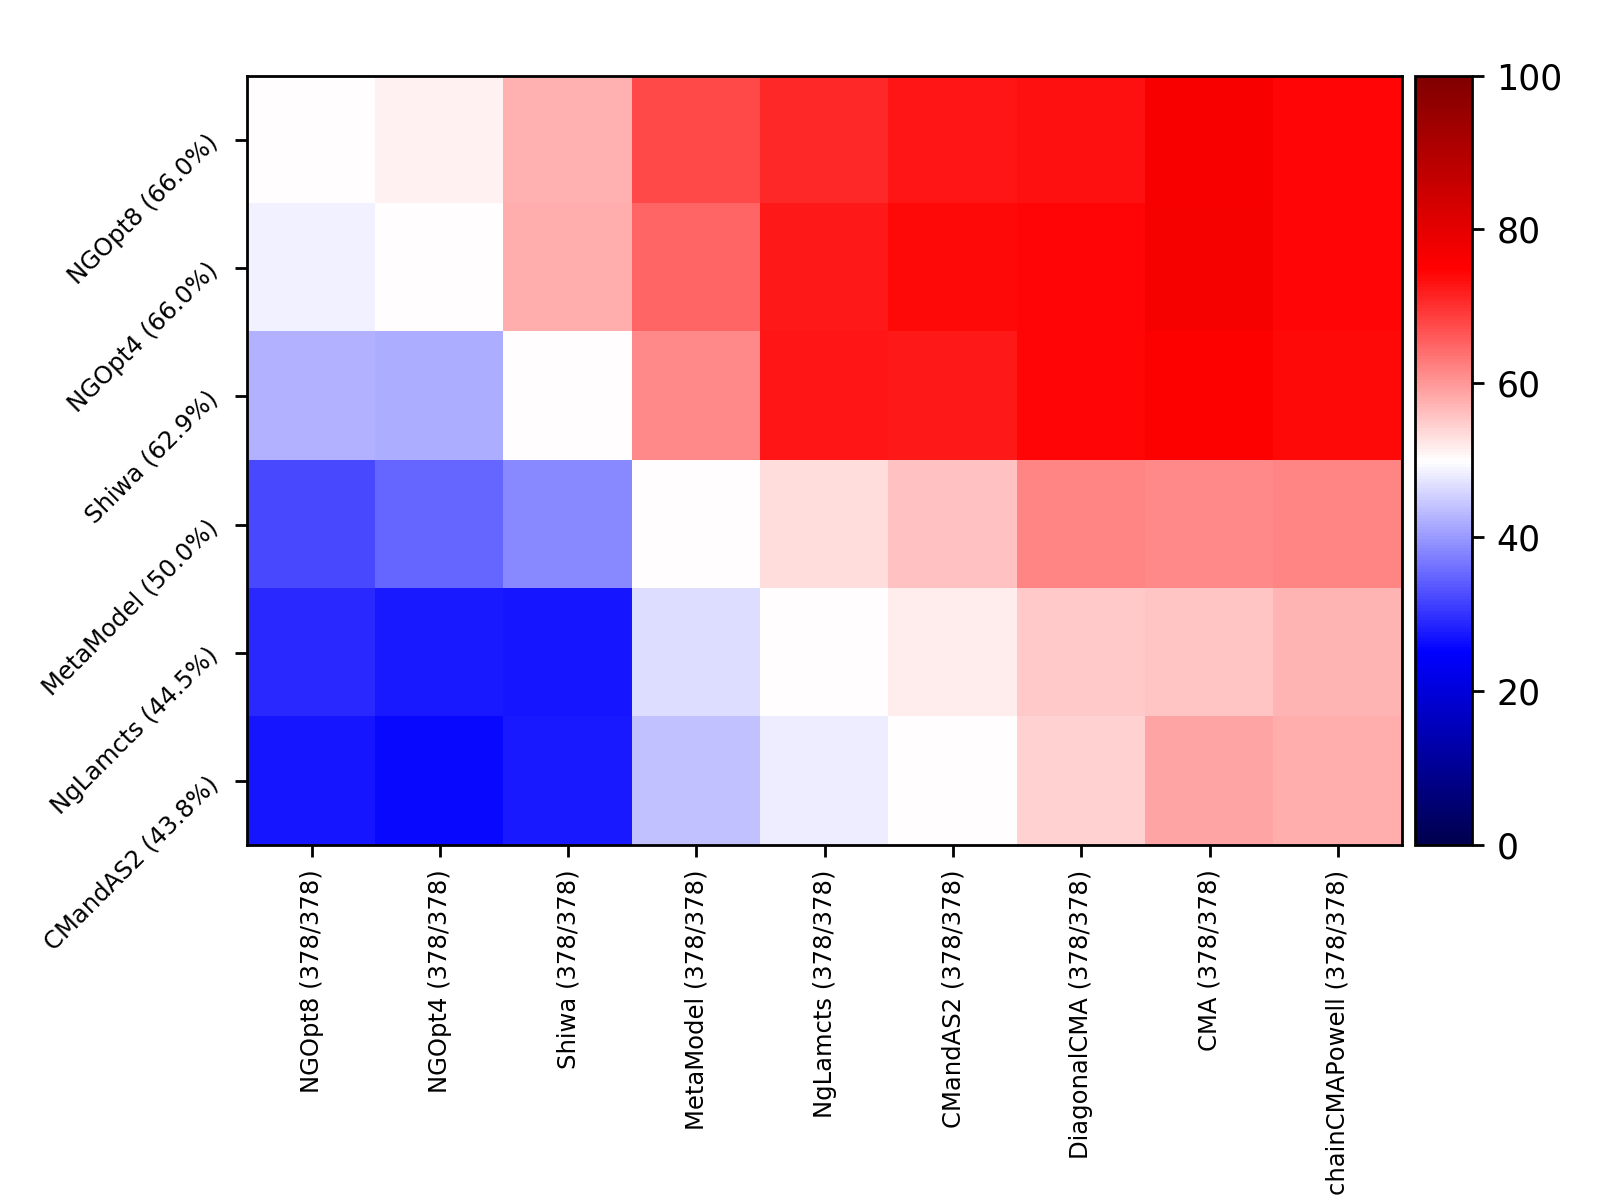 100
80
60
40
20
0
NGOpt8 (66.0%)
NGOpt4 (66.0%)
Shiwa (62.9%)
MetaModel (50.0%)
NgLamcts (44.5%)
CMandAS2 (43.8%)
NGOpt8 (378/378)
NGOpt4 (378/378)
Shiwa (378/378)
MetaModel (378/378)
NgLamcts (378/378)
CMandAS2 (378/378)
DiagonalCMA (378/378)
CMA (378/378)
chainCMAPowell (378/378)